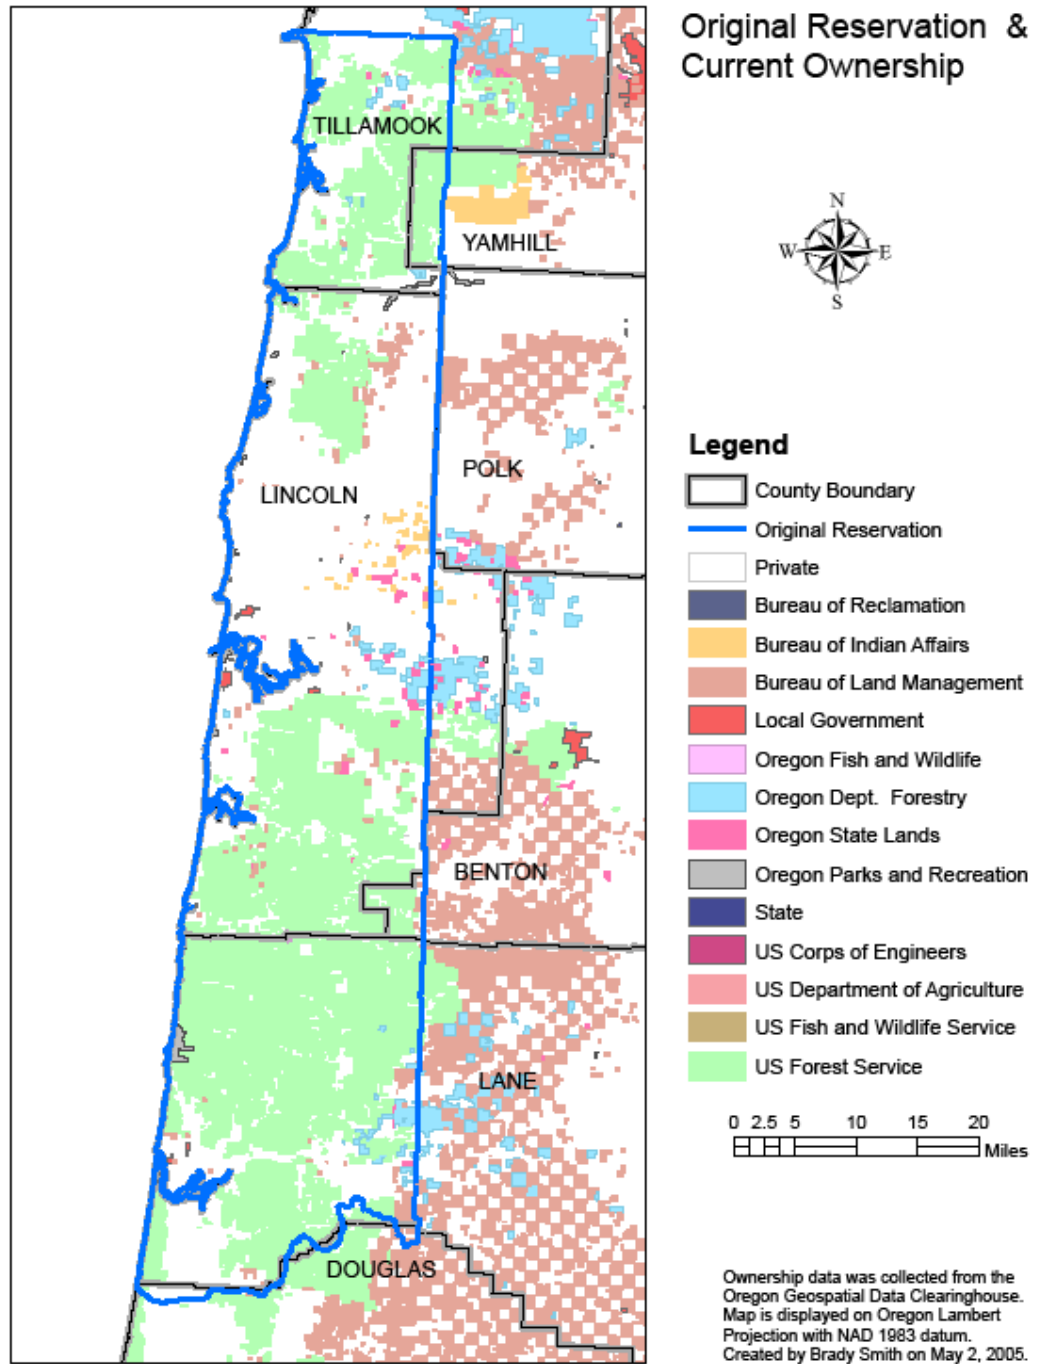 Original Reservation &
Current Ownership
TILLAMOOK
YAMHILL
N
W E
S
POLK
LINCOLN
BENTON
LANE
DOUGLAS
Legend
County Boundary
Original Reservation
Private
Bureau of Reclamation
Bureau of Indian Affairs
Bureau of Land Management
Local Government
Oregon Fish and Wildlife
Oregon Dept. Forestry
Oregon State Lands
Oregon Parks and Recreation
State
US Corps of Engineers
US Department of Agriculture
US Fish and Wildlife Service
US Forest Service
0 2.5 5 10 15 20
Miles
Ownership data was collected from the
Oregon Geospatial Data Clearinghouse.
Map is displayed on Oregon Lambert
Projection with NAD 1983 datum.
Created by Brady Smith on May 2, 2005.